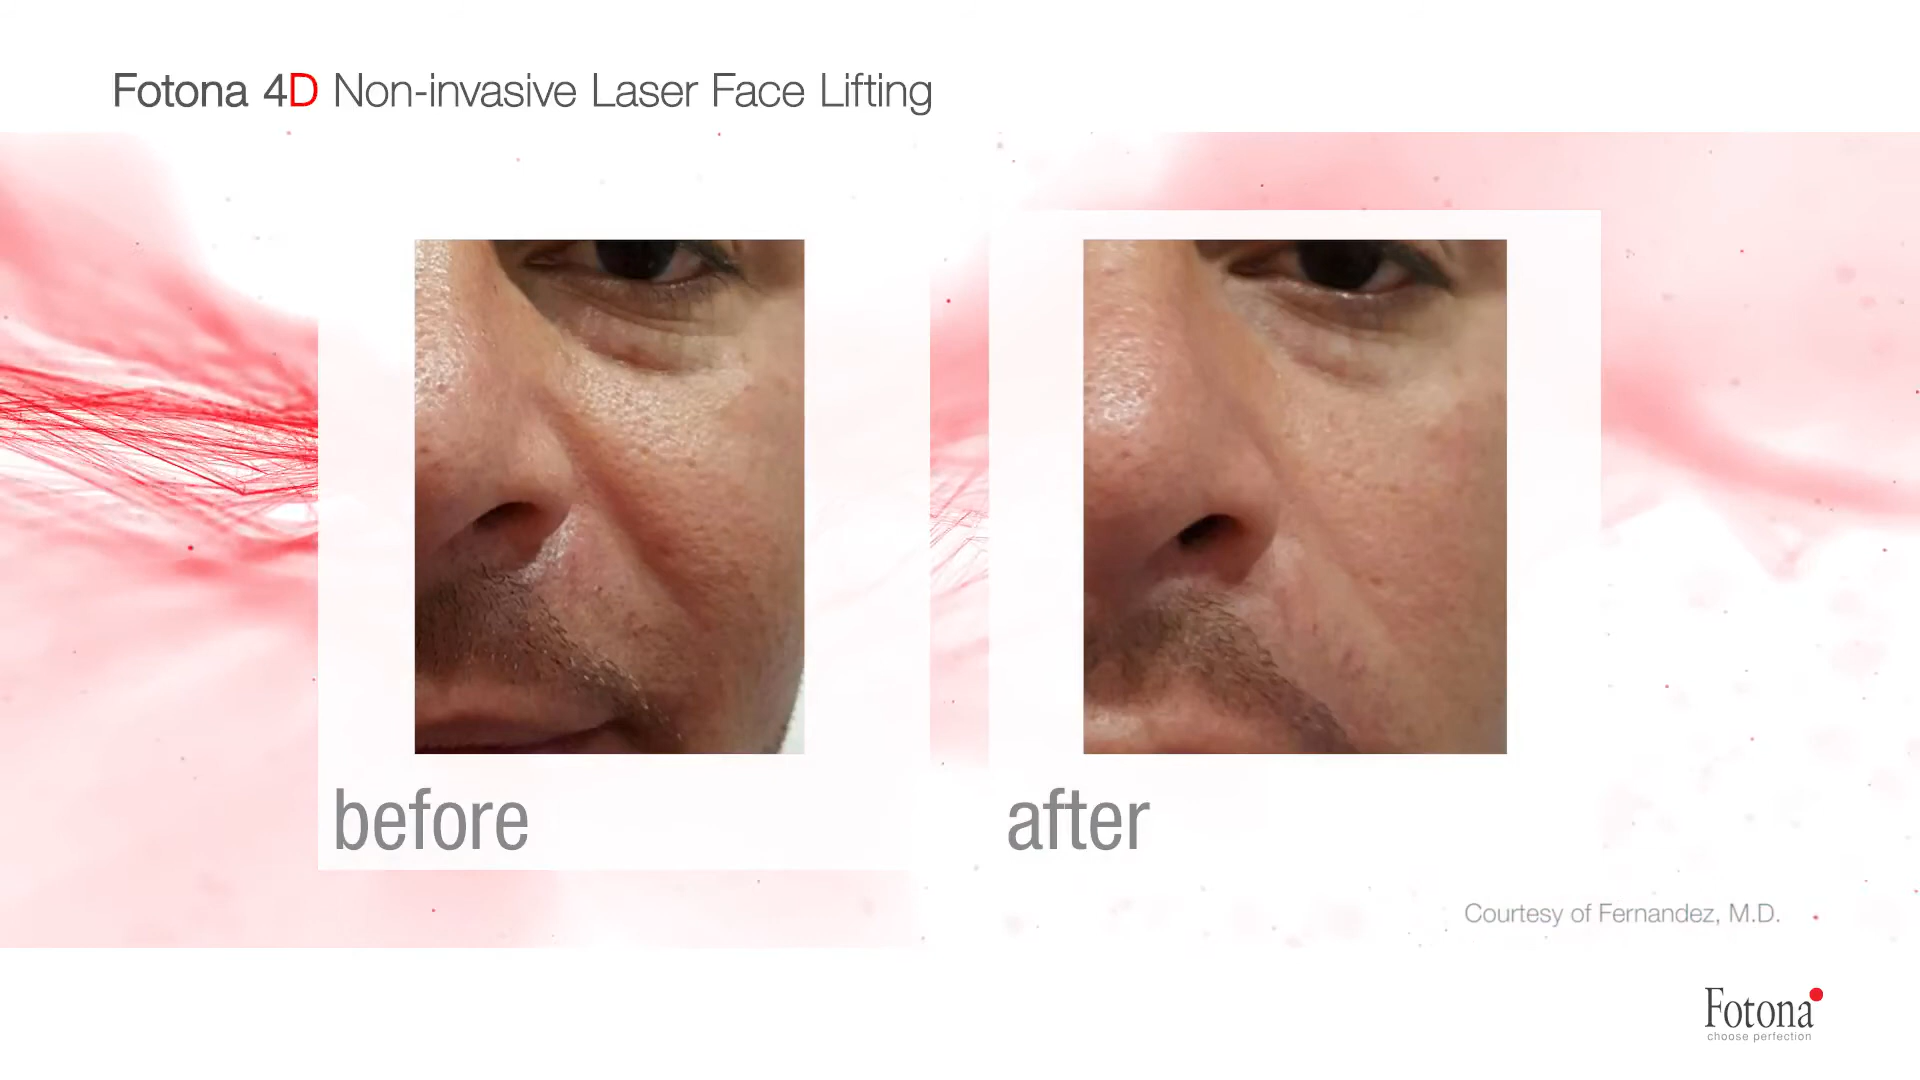 Fotona 4D Non-invasive Laser Face Lifting
before
after
Courtesy of Fernandez, M.D.
Fotona
choose perfection